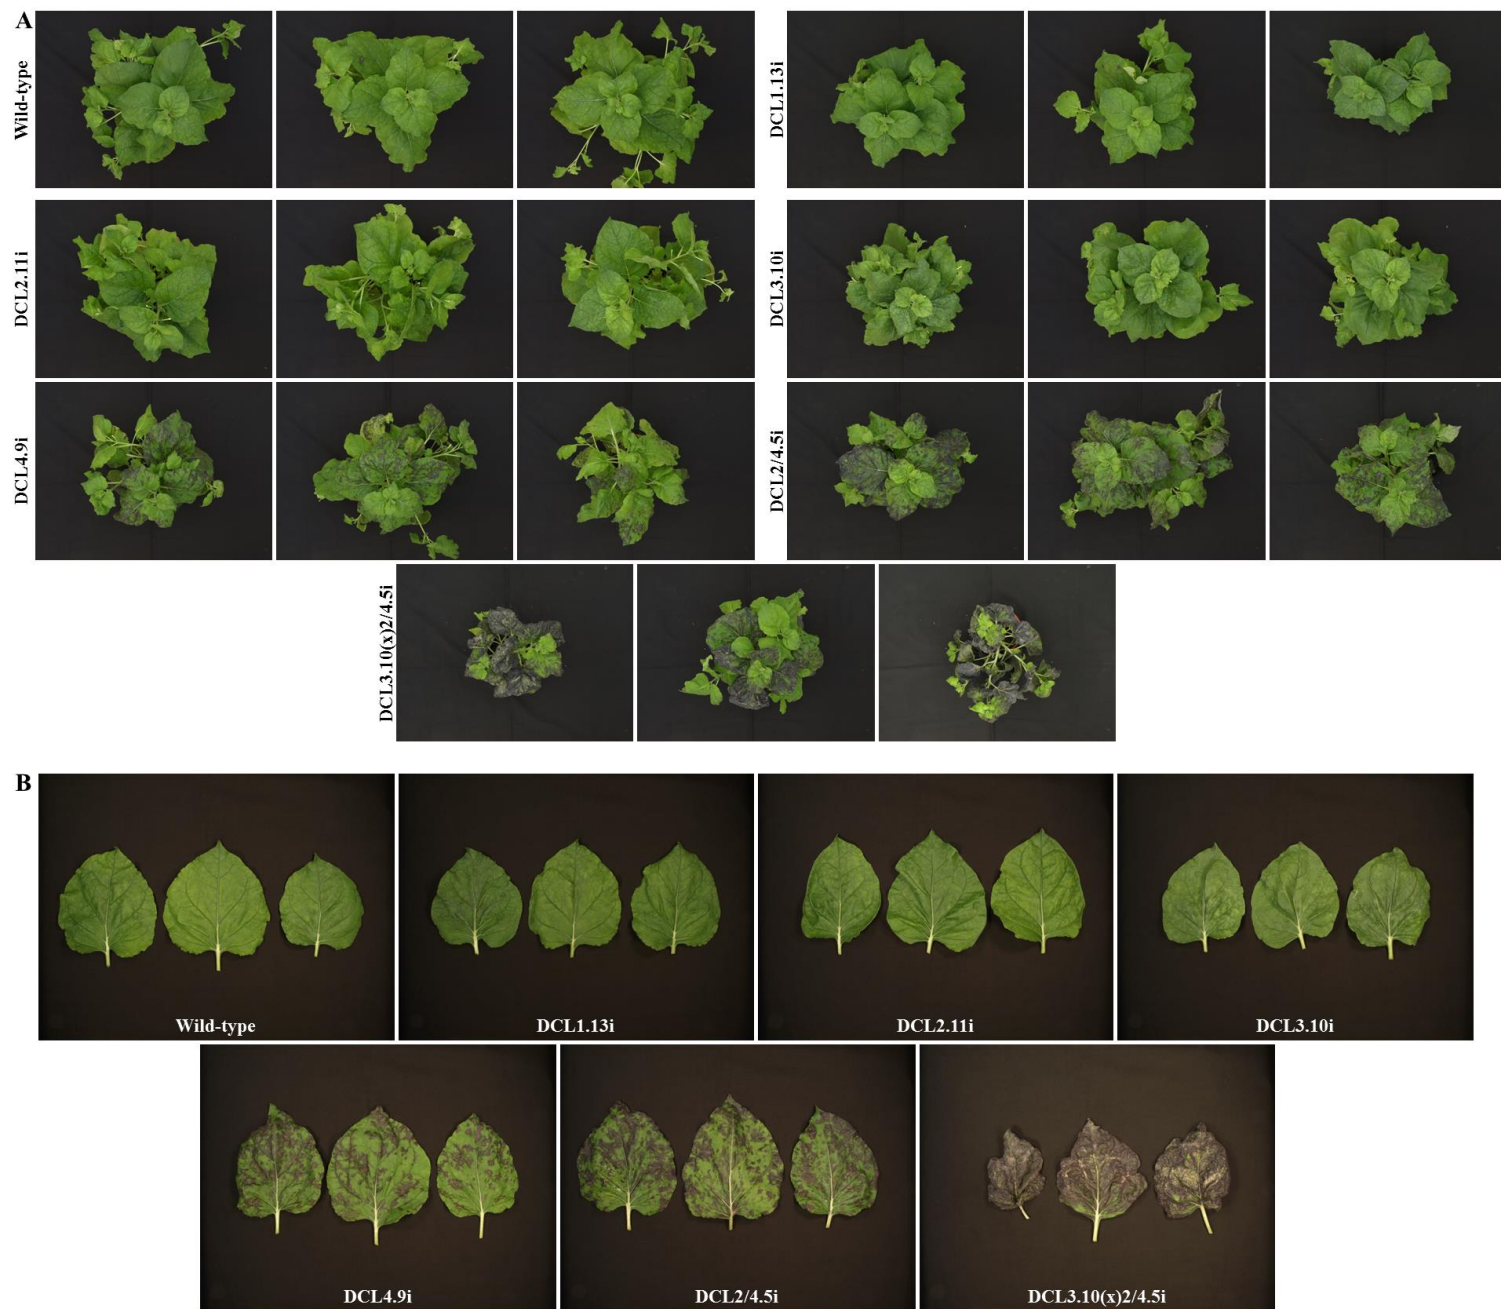 A
Wild-type
DCL1.13i
DCL2.11i
DCL3.10i
DCL4.9i
DCL2/4.5i
DCL3.10(x)2/4.5i
B
Wild-type
DCL1.13i
DCL2.11i
DCL3.10i
DCL4.9i
DCL2/4.5i
DCL3.10(x)2/4.5i